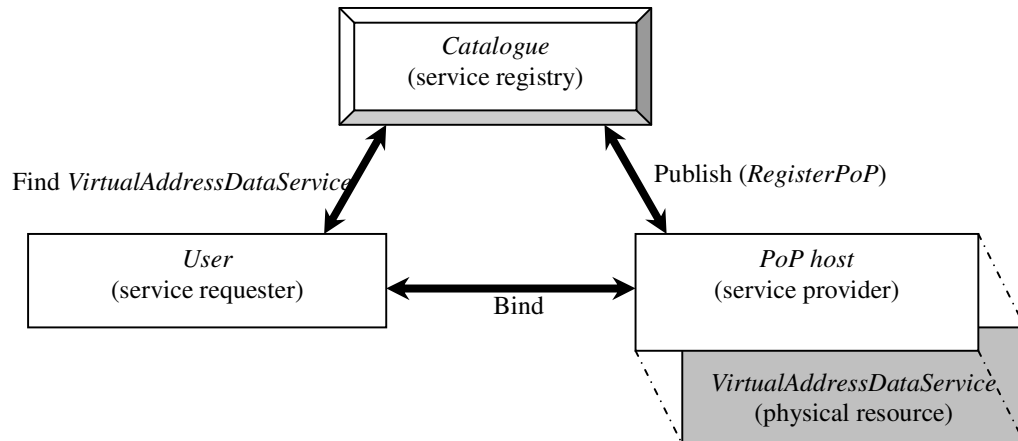 Catalogue
(service registry)
Find VirtualAddressDataService
Publish (RegisterPoP)
User
(service requester)
Bind
PoP host
(service provider)
VirtualAddressDataService
(physical resource)